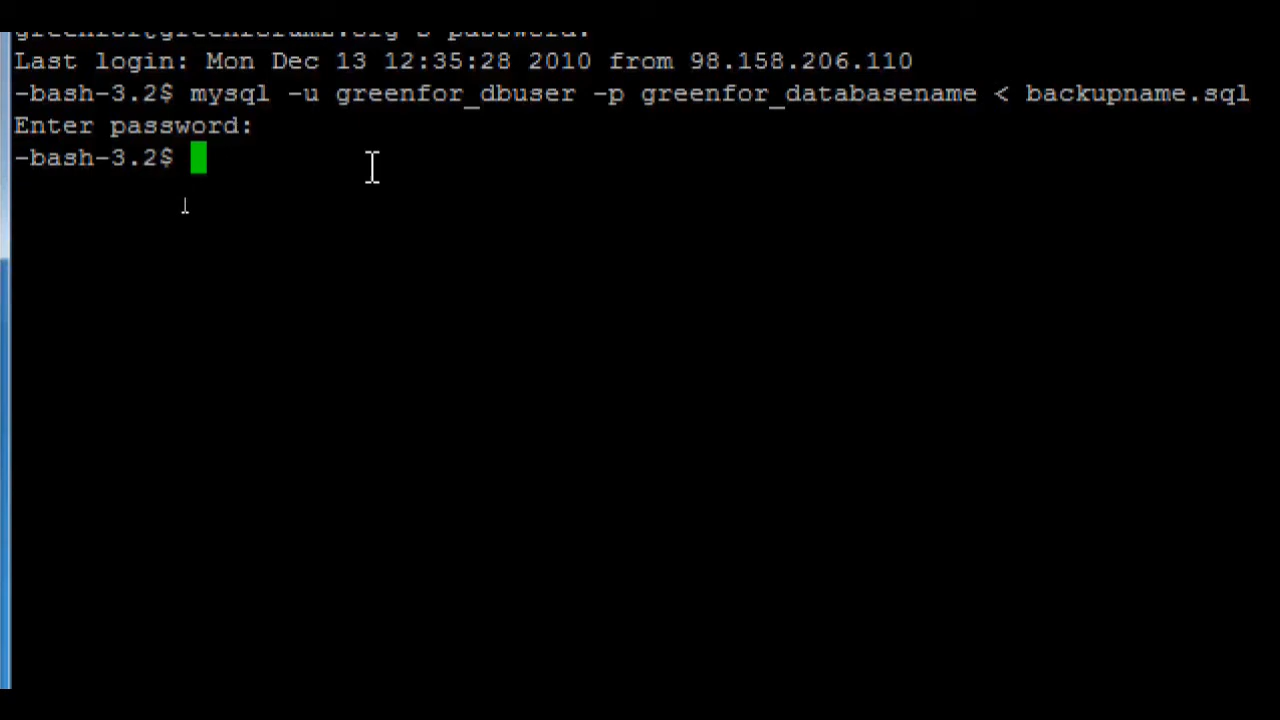 password:
Last login: Mon Dec 13 12:35:28 2010 from 98.158.206.110
-bash-3.2$ mysql -u greenfor_dbuser -p greenfor_databasename < backupname.sql
Enter password:
-bash-3.2$